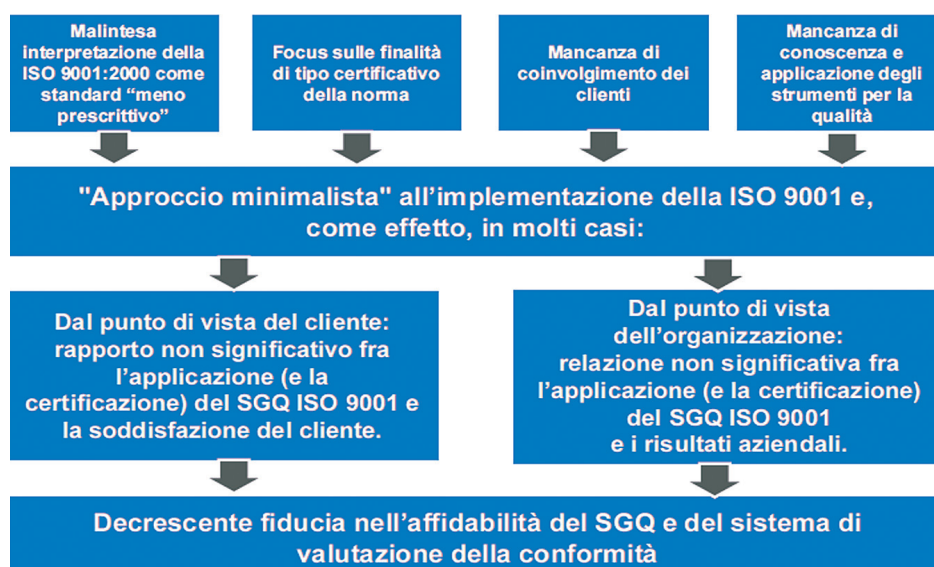 Malintesa
interpretazione della
ISO 9001:2000 come
standard “meno
prescrittivo”
Focus sulle finalità
di tipo certificativo
della norma
Mancanza di
coinvolgimento dei
clienti
Mancanza di
conoscenza e
applicazione degli
strumenti per la
qualità
"Approccio minimalista" all’implementazione della ISO 9001 e,
come effetto, in molti casi:
Dal punto di vista del cliente:
rapporto non significativo fra
l’applicazione (e la
certificazione) del SGQ ISO 9001 e
la soddisfazione del cliente.
Dal punto di vista
dell’organizzazione:
relazione non significativa fra
l’applicazione (e la certificazione)
del SGQ ISO 9001
e i risultati aziendali.
Decrescente fiducia nell’affidabilità del SGQ e del sistema di
valutazione della conformità